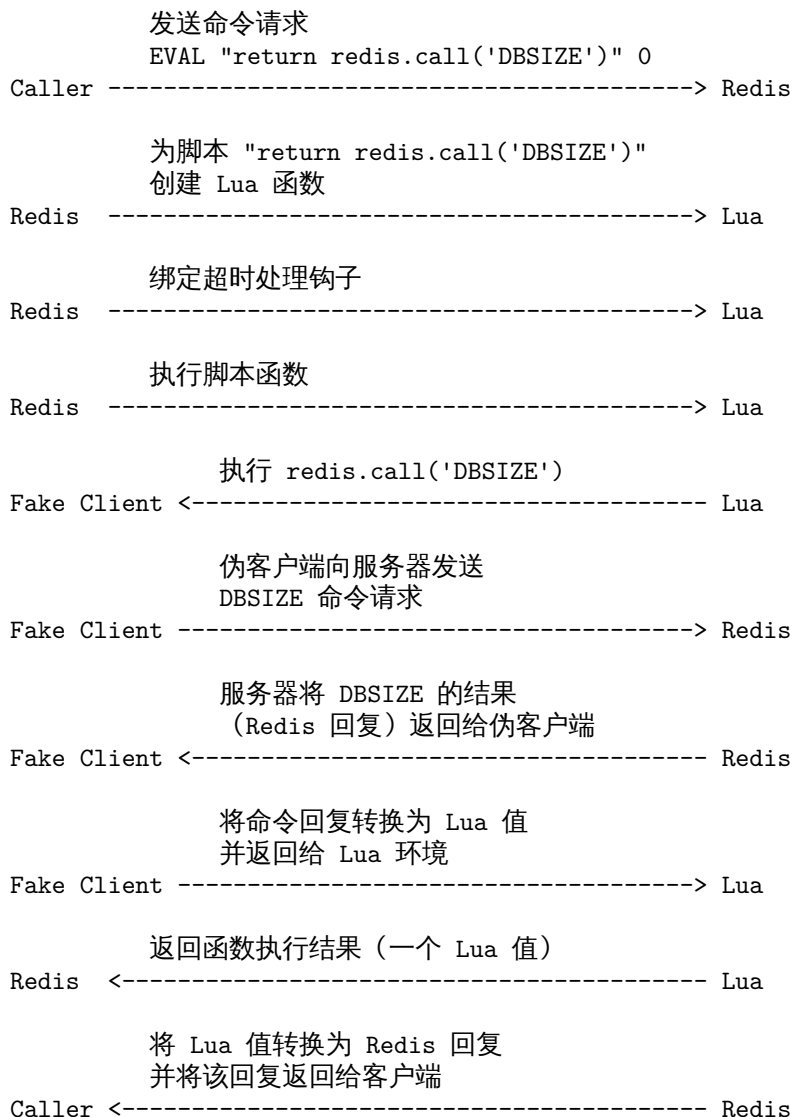 发送命令请求
EVAL "return redis.call('DBSIZE')" 0
Caller ------------------------------------------> Redis
为脚本 "return redis.call('DBSIZE')"
创建 Lua 函数
Redis  ------------------------------------------> Lua
绑定超时处理钩子
Redis  ------------------------------------------> Lua
执行脚本函数
Redis  ------------------------------------------> Lua
执行 redis.call('DBSIZE')
Fake Client <------------------------------------- Lua
伪客户端向服务器发送
DBSIZE 命令请求
Fake Client -------------------------------------> Redis
服务器将 DBSIZE 的结果
（Redis 回复）返回给伪客户端
Fake Client <------------------------------------- Redis
将命令回复转换为 Lua 值
并返回给 Lua 环境
Fake Client -------------------------------------> Lua
返回函数执行结果（一个 Lua 值）
Redis  <------------------------------------------ Lua
将 Lua 值转换为 Redis 回复
并将该回复返回给客户端
Caller <------------------------------------------ Redis